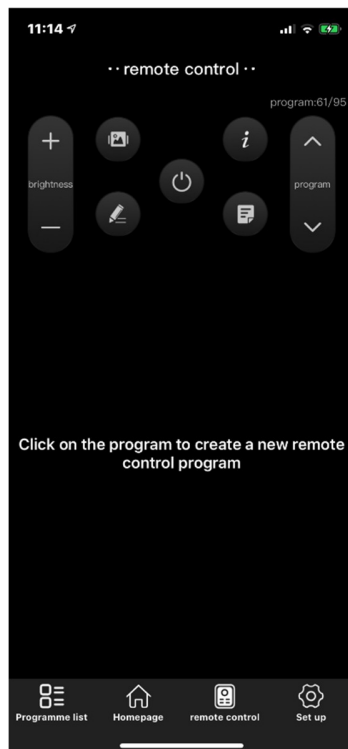 11:14
·· remote control ··
program:61/95
brightness
program
Click on the program to create a new remote
control program
Programme list Homepage remote control Set up